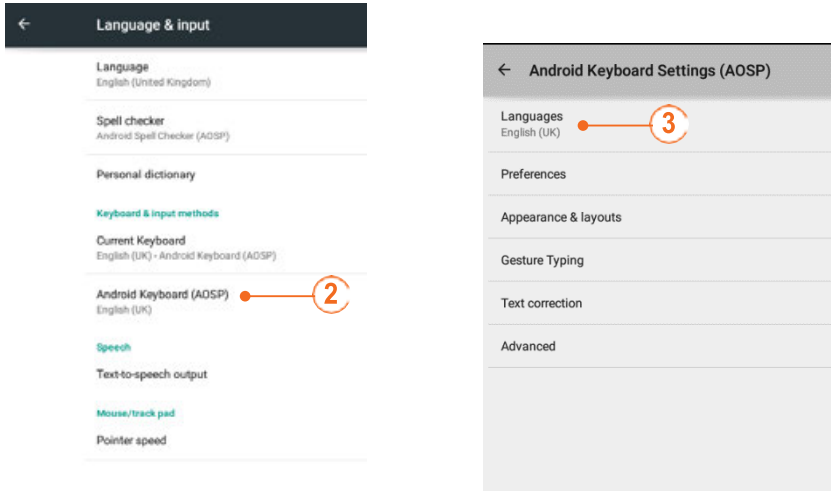 Language & input
Language
English (United Kingdom)
Spell checker
Android Spell Checker (AOSP)
Personal dictionary
Keyboard & input methods
Current Keyboard
English (UK) - Android Keyboard (AOSP)
Android Keyboard (AOSP)
2
English (UK)
Speech
Text-to-speech output
Mouse/track pad
Pointer speed
Android Keyboard Settings (AOSP)
Languages
English (UK)
3
Preferences
Appearance & layouts
Gesture Typing
Text correction
Advanced